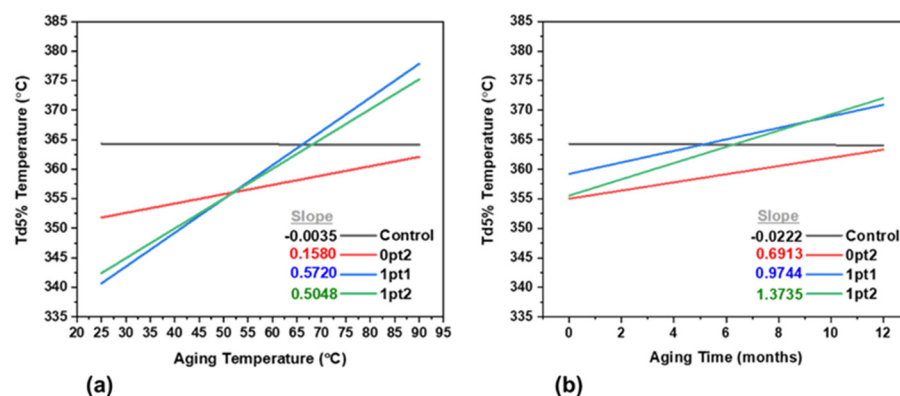 385
380
375
370
365
360
355
350
345
340
335
Td5% Temperature (°C)
Slope
-0.0035 Control
0.1580 0pt2
0.5720 1pt1
0.5048 1pt2
20 25 30 35 40 45 50 55 60 65 70 75 80 85 90 95
Aging Temperature (°C)
(a)
385
380
375
370
365
360
355
350
345
340
335
Td5% Temperature (°C)
Slope
-0.0222 Control
0.6913 0pt2
0.9744 1pt1
1.3735 1pt2
0 2 4 6 8 10 12
Aging Time (months)
(b)